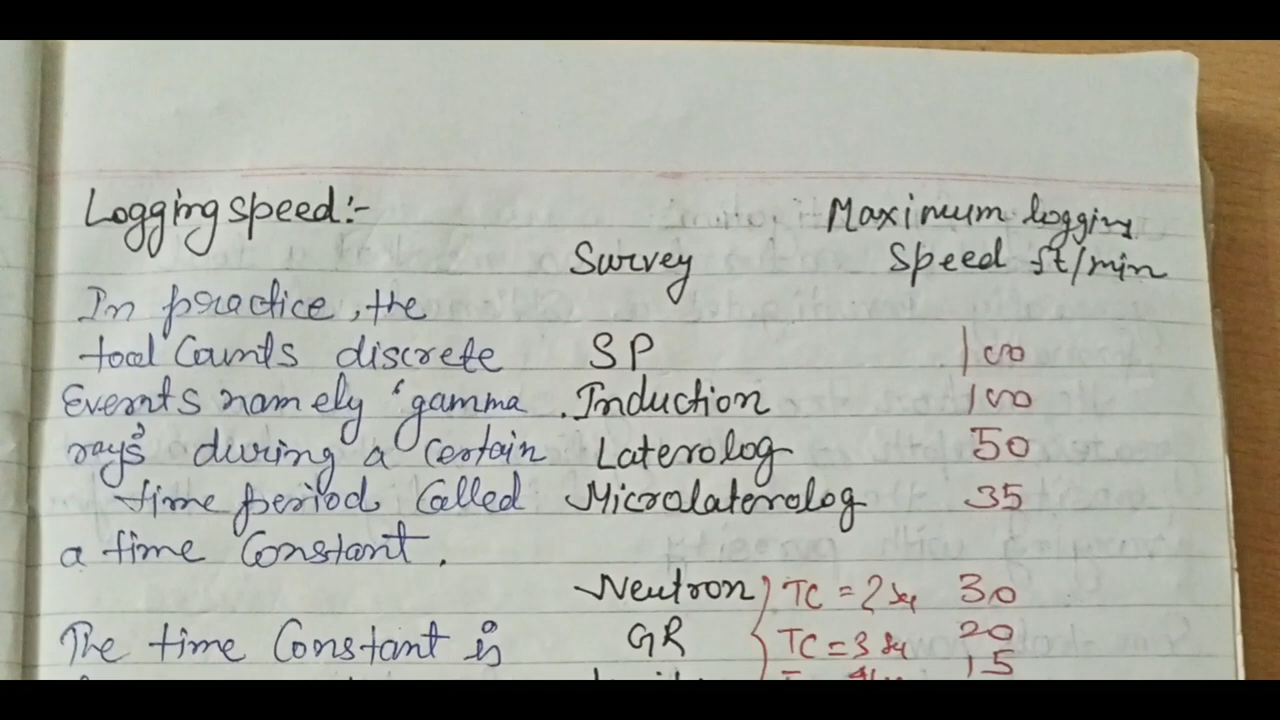 Logging speed:-
Maximum logging
Survey speed ft/min
In practice, the
tool Counts discrete SP 100
Events namely 'gamma Induction 100
rays' during a certain Laterolog 50
time period Called Microlaterolog 35
a time Constant.
Neutron } TC = 2 30
The time Constant is GR TC = 3 20
15